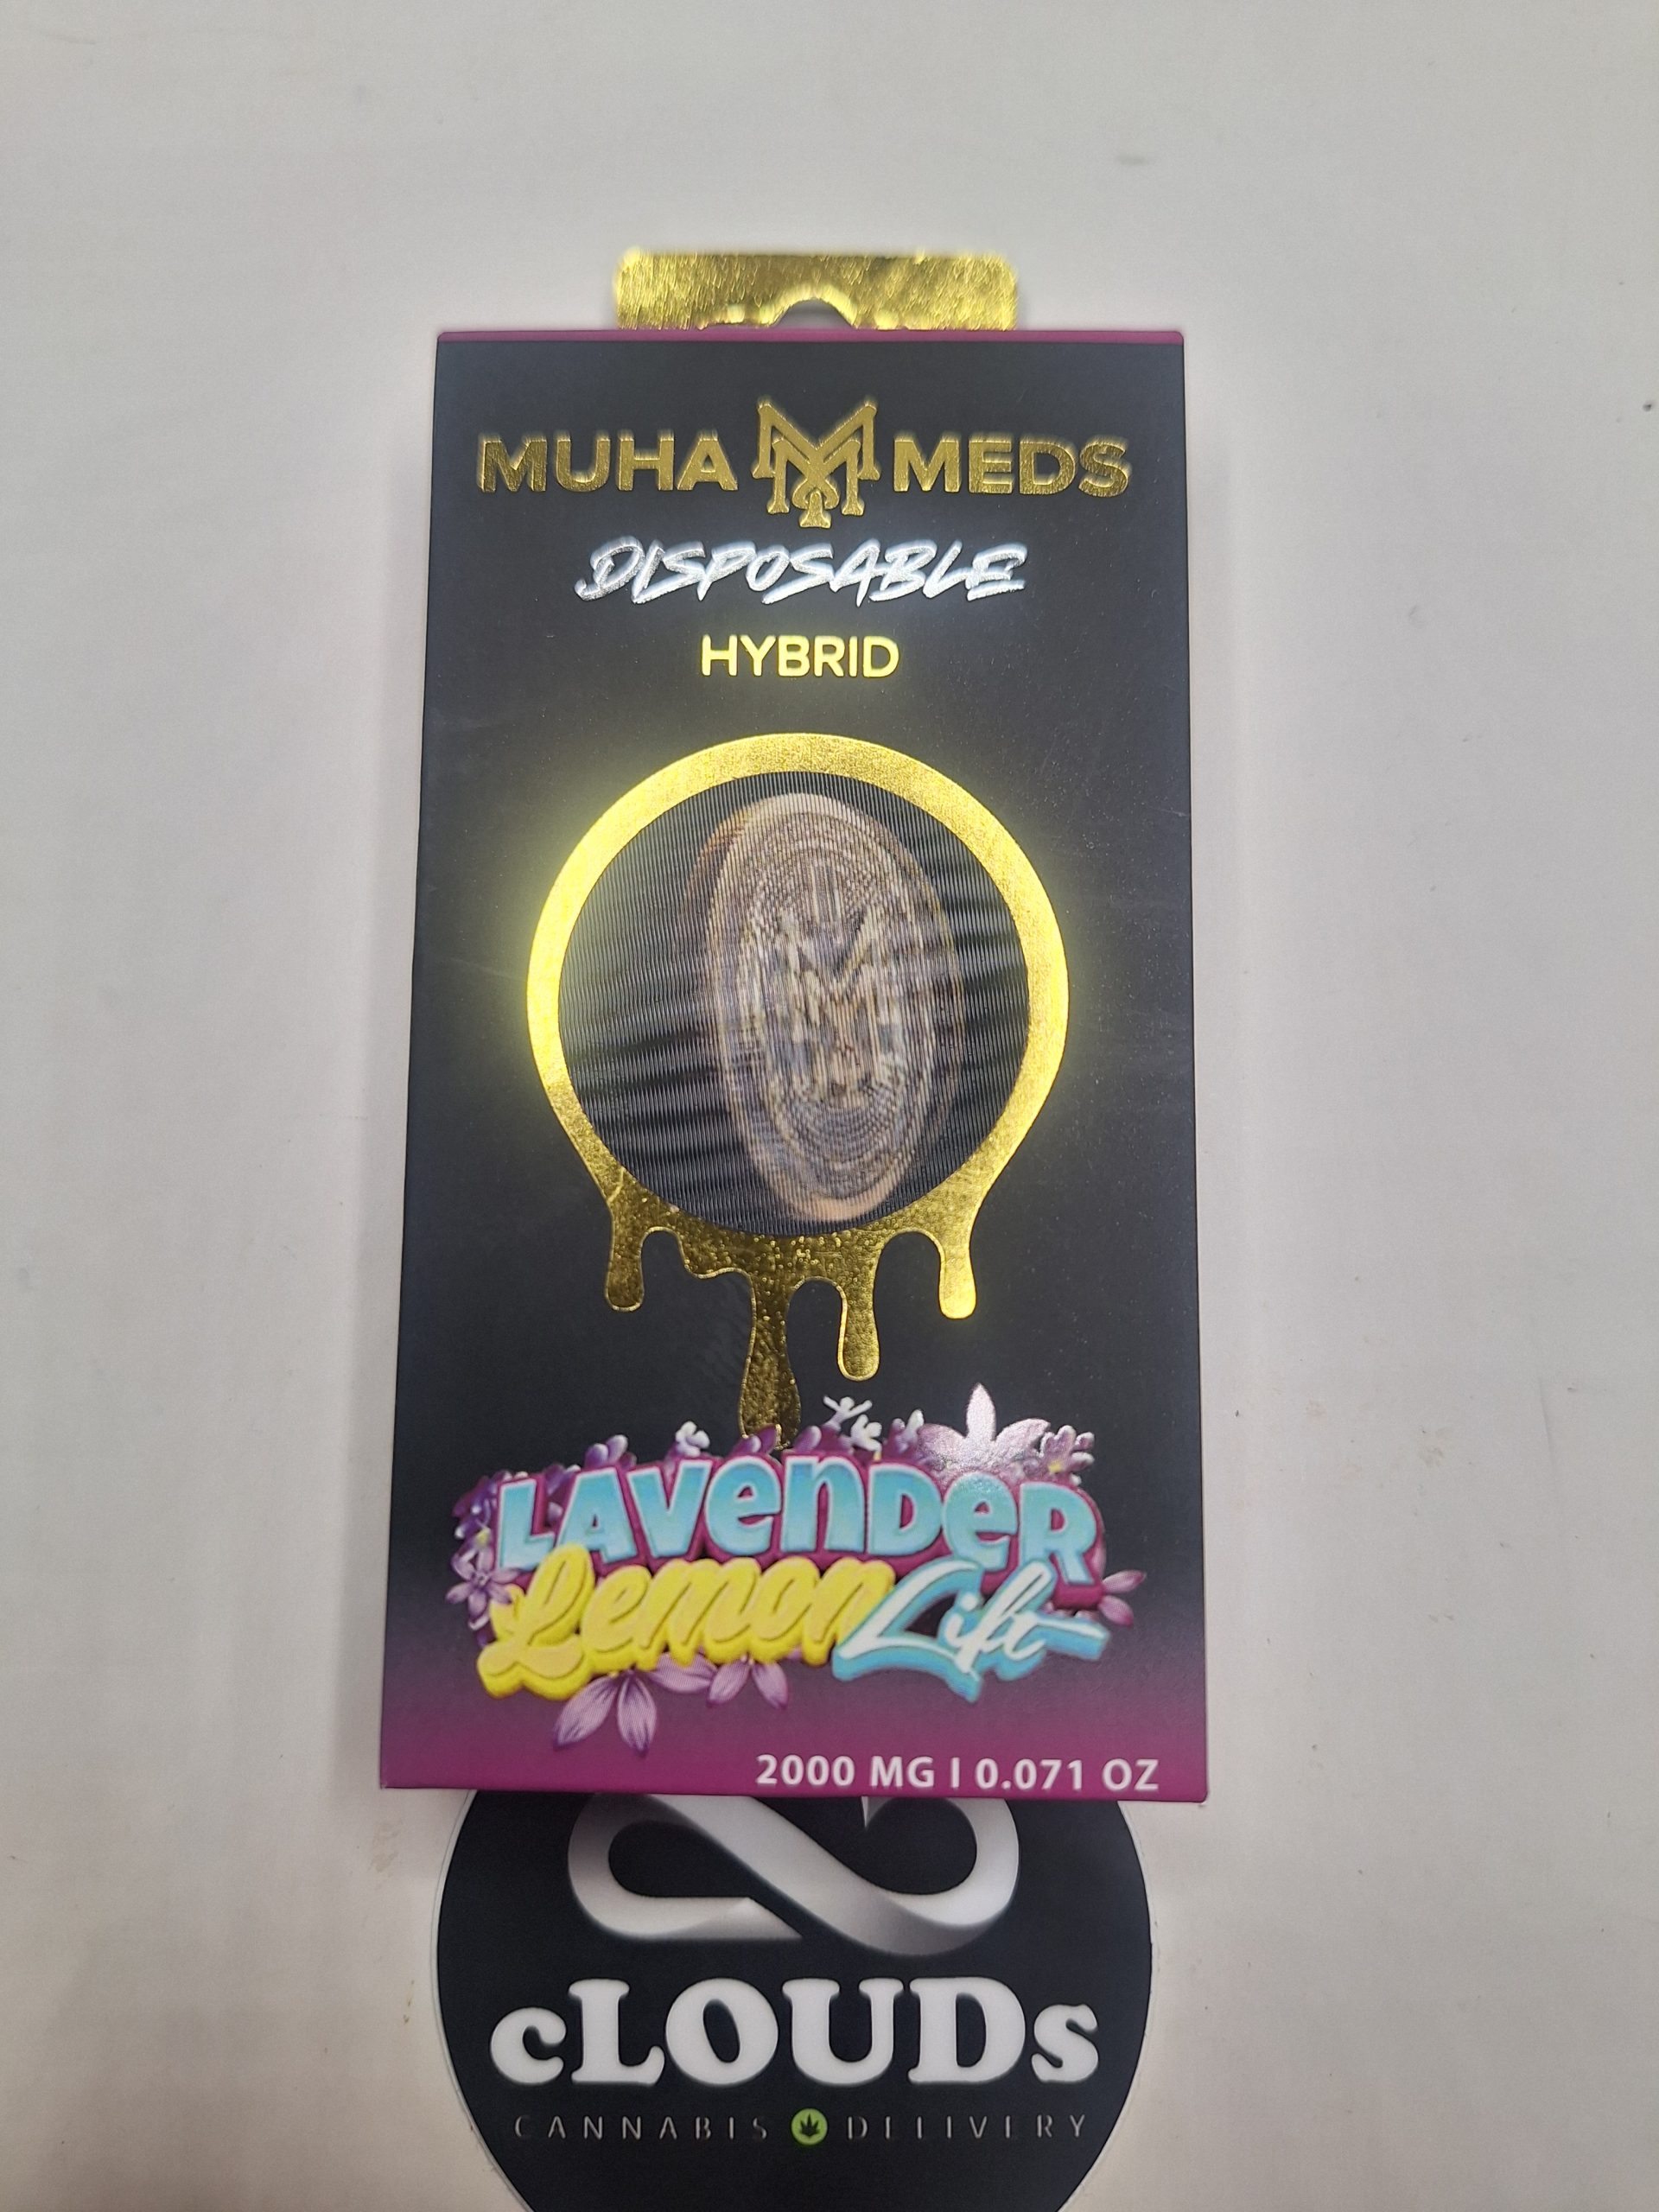 MUHA MEDS
DISPOSABLE
HYBRID
LAVenDeR
Lemon Lift
2000 MG | 0.071 OZ
cLOUDs
CANNABIS DELIVERY